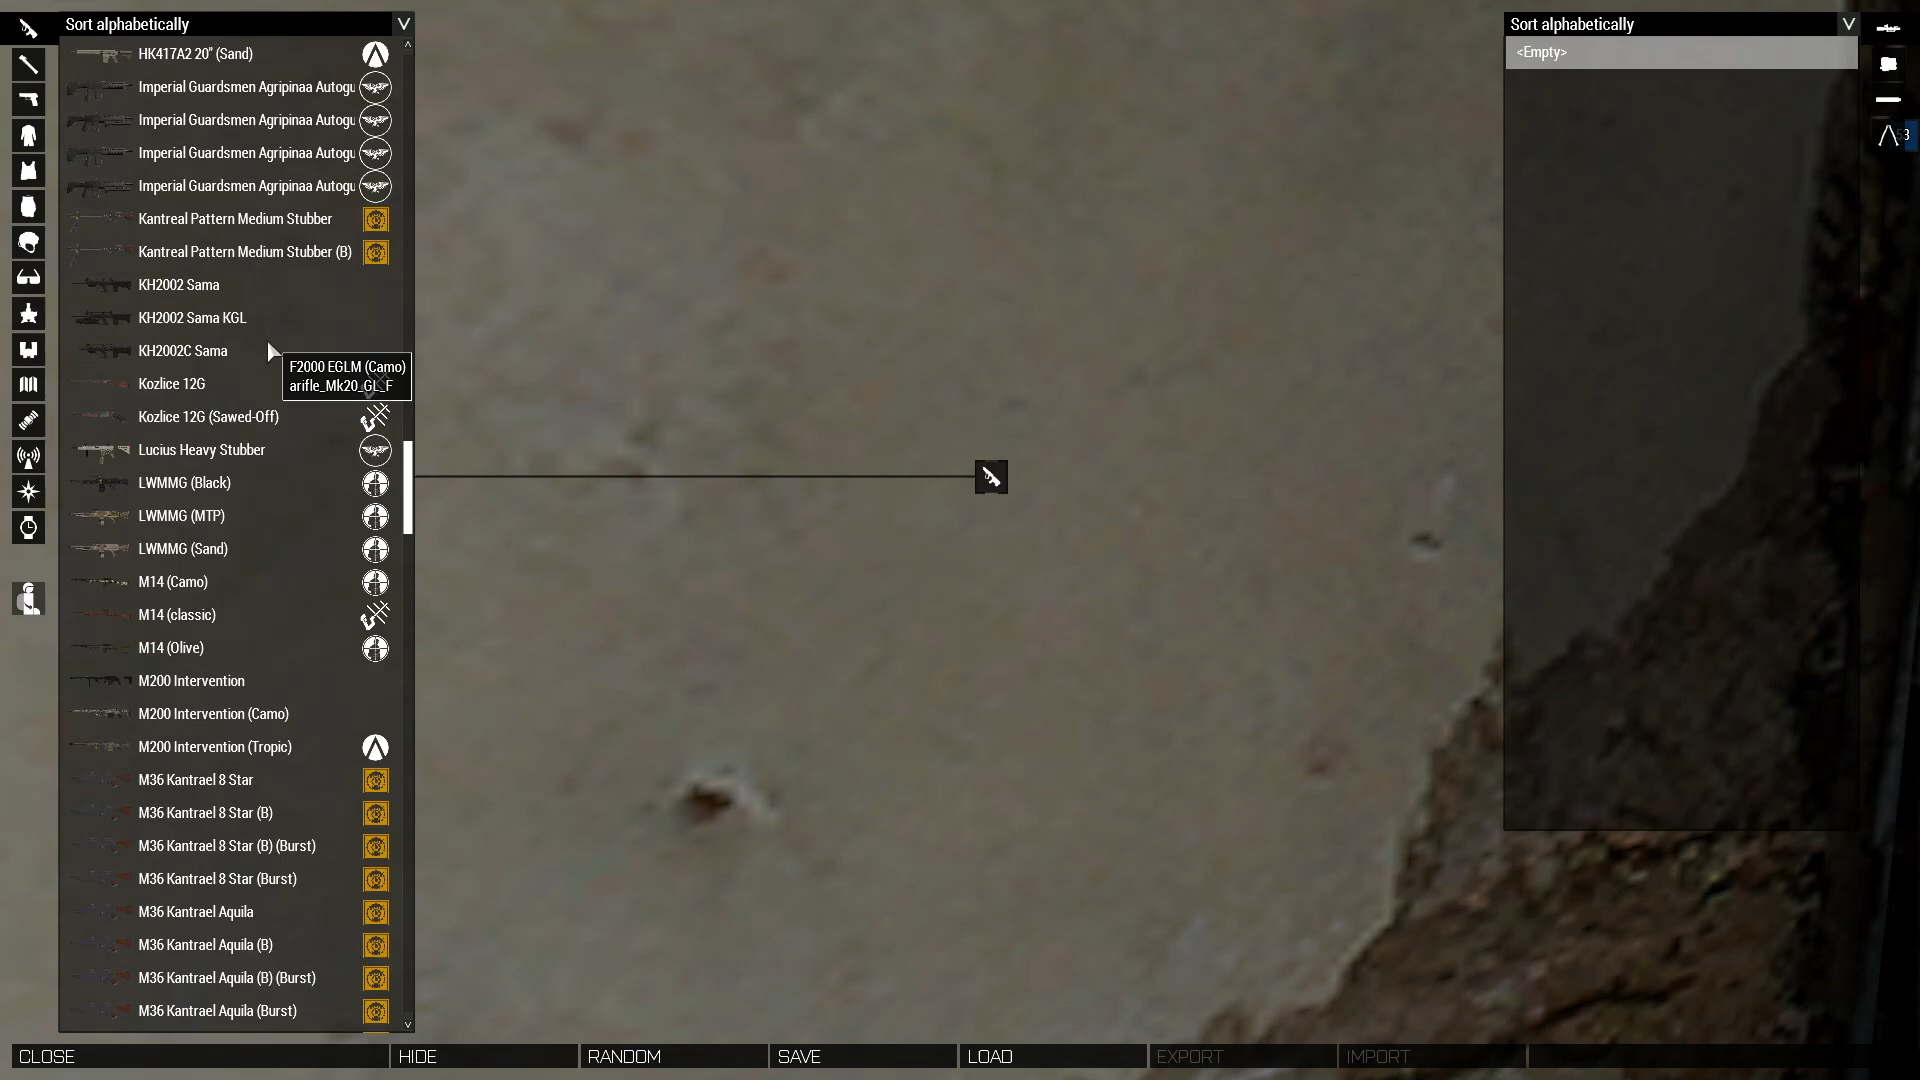 Sort alphabetically
HK417A2 20" (Sand)
Imperial Guardsmen Agripinaa Autogu
Imperial Guardsmen Agripinaa Autogu
Imperial Guardsmen Agripinaa Autogu
Imperial Guardsmen Agripinaa Autogu
Kantreal Pattern Medium Stubber
Kantreal Pattern Medium Stubber (B)
KH2002 Sama
KH2002 Sama KGL
KH2002C Sama
F2000 EGLM (Camo)
arifle_Mk20_GL_F
Kozlice 12G
Kozlice 12G (Sawed-Off)
Lucius Heavy Stubber
LWMMG (Black)
LWMMG (MTP)
LWMMG (Sand)
M14 (Camo)
M14 (classic)
M14 (Olive)
M200 Intervention
M200 Intervention (Camo)
M200 Intervention (Tropic)
M36 Kantrael 8 Star
M36 Kantrael 8 Star (B)
M36 Kantrael 8 Star (B) (Burst)
M36 Kantrael 8 Star (Burst)
M36 Kantrael Aquila
M36 Kantrael Aquila (B)
M36 Kantrael Aquila (B) (Burst)
M36 Kantrael Aquila (Burst)
Sort alphabetically
<Empty>
53
CLOSE
HIDE
RANDOM
SAVE
LOAD
EXPORT
IMPORT